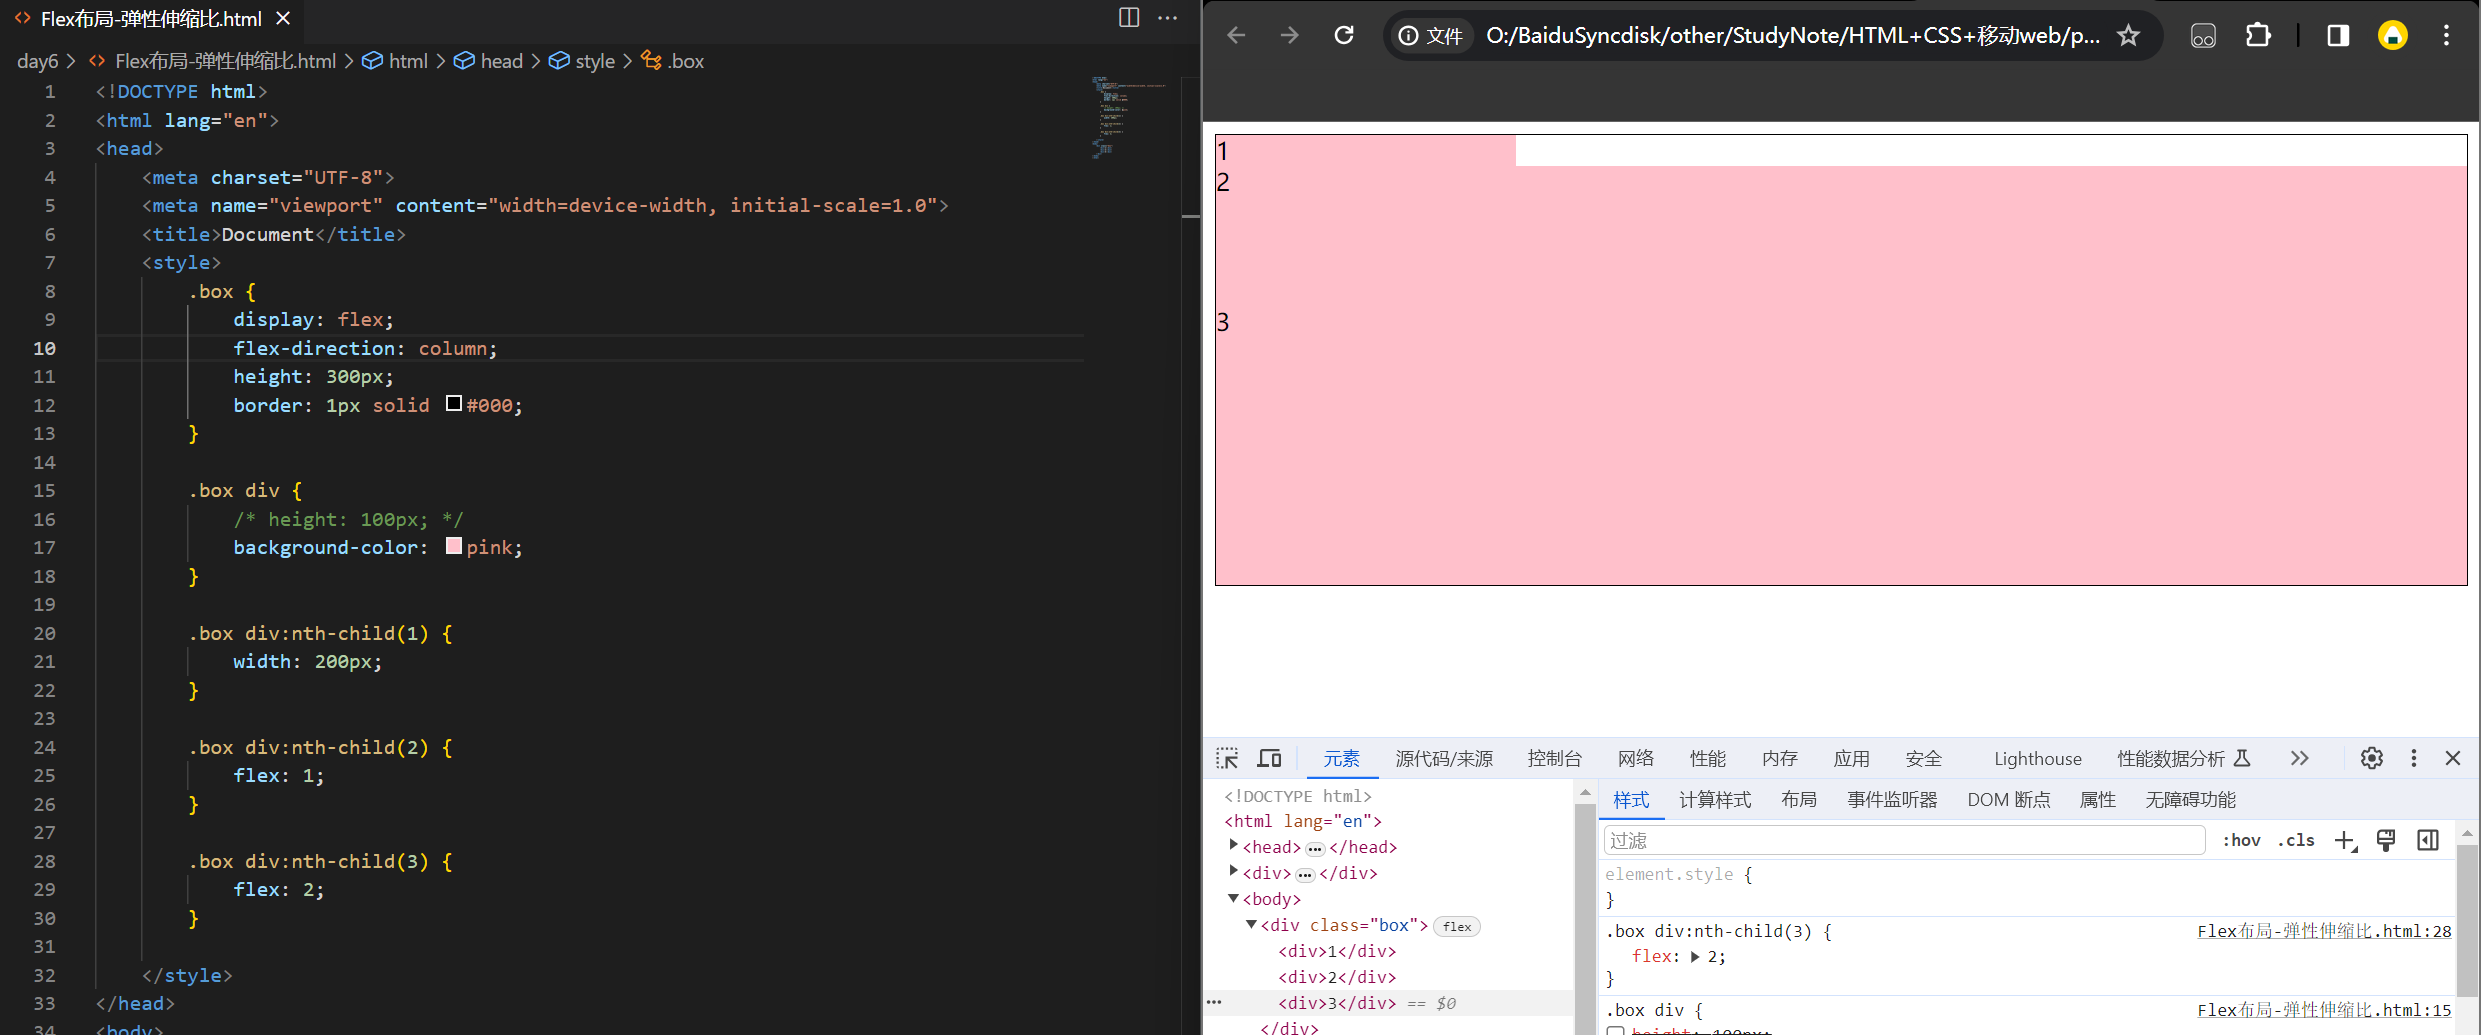 Flex布局-弹性伸缩比.html
day6 > Flex布局-弹性伸缩比.html > html > head > style > .box
1 <!DOCTYPE html>
2 <html lang="en">
3 <head>
4 <meta charset="UTF-8">
5 <meta name="viewport" content="width=device-width, initial-scale=1.0">
6 <title>Document</title>
7 <style>
8 .box {
9 display: flex;
10 flex-direction: column;
11 height: 300px;
12 border: 1px solid #000;
13 }
14
15 .box div {
16 /* height: 100px; */
17 background-color: pink;
18 }
19
20 .box div:nth-child(1) {
21 width: 200px;
22 }
23
24 .box div:nth-child(2) {
25 flex: 1;
26 }
27
28 .box div:nth-child(3) {
29 flex: 2;
30 }
31
32 </style>
33 </head>
34 <body>
文件 O:/BaiduSyncdisk/other/StudyNote/HTML+CSS+移动web/p...
1
2
3
元素 源代码/来源 控制台 网络 性能 内存 应用 安全 Lighthouse 性能数据分析
<!DOCTYPE html>
<html lang="en">
<head> ... </head>
<div> ... </div>
<body>
<div class="box"> flex
<div>1</div>
<div>2</div>
... <div>3</div> == $0
</div>
样式 计算样式 布局 事件监听器 DOM 断点 属性 无障碍功能
过滤 :hov .cls
element.style {
}
.box div:nth-child(3) { Flex布局-弹性伸缩比.html:28
flex: 2;
}
.box div { Flex布局-弹性伸缩比.html:15
height: 100px;